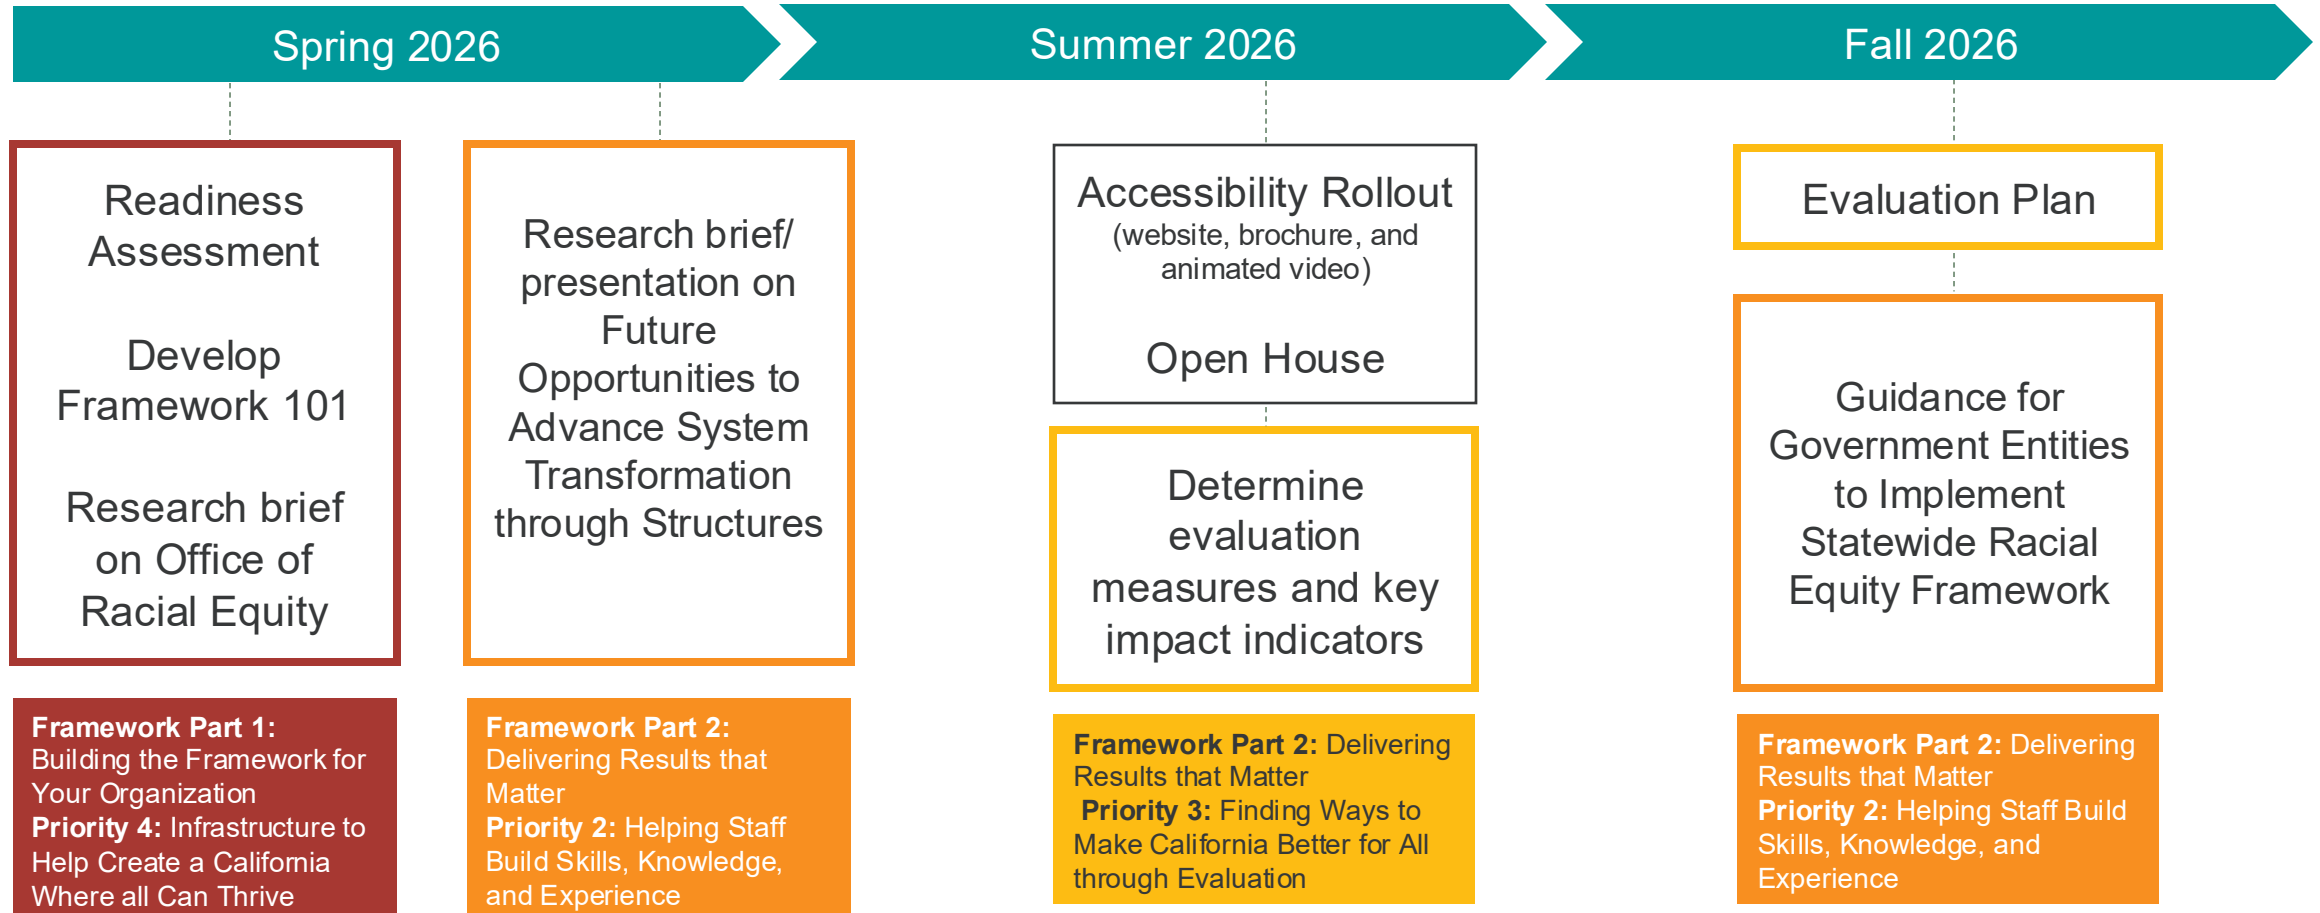 Spring 2026
Summer 2026
Fall 2026
Readiness
Assessment
Develop
Framework 101
Research brief
on Office of
Racial Equity
Framework Part 1:
Building the Framework for
Your Organization
Priority 4: Infrastructure to
Help Create a California
Where all Can Thrive
Research brief/
presentation on
Future
Opportunities to
Advance System
Transformation
through Structures
Framework Part 2:
Delivering Results that
Matter
Priority 2: Helping Staff
Build Skills, Knowledge,
and Experience
Accessibility Rollout
(website, brochure, and
animated video)
Open House
Determine
evaluation
measures and key
impact indicators
Framework Part 2: Delivering
Results that Matter
Priority 3: Finding Ways to
Make California Better for All
through Evaluation
Evaluation Plan
Guidance for
Government Entities
to Implement
Statewide Racial
Equity Framework
Framework Part 2: Delivering
Results that Matter
Priority 2: Helping Staff Build
Skills, Knowledge, and
Experience